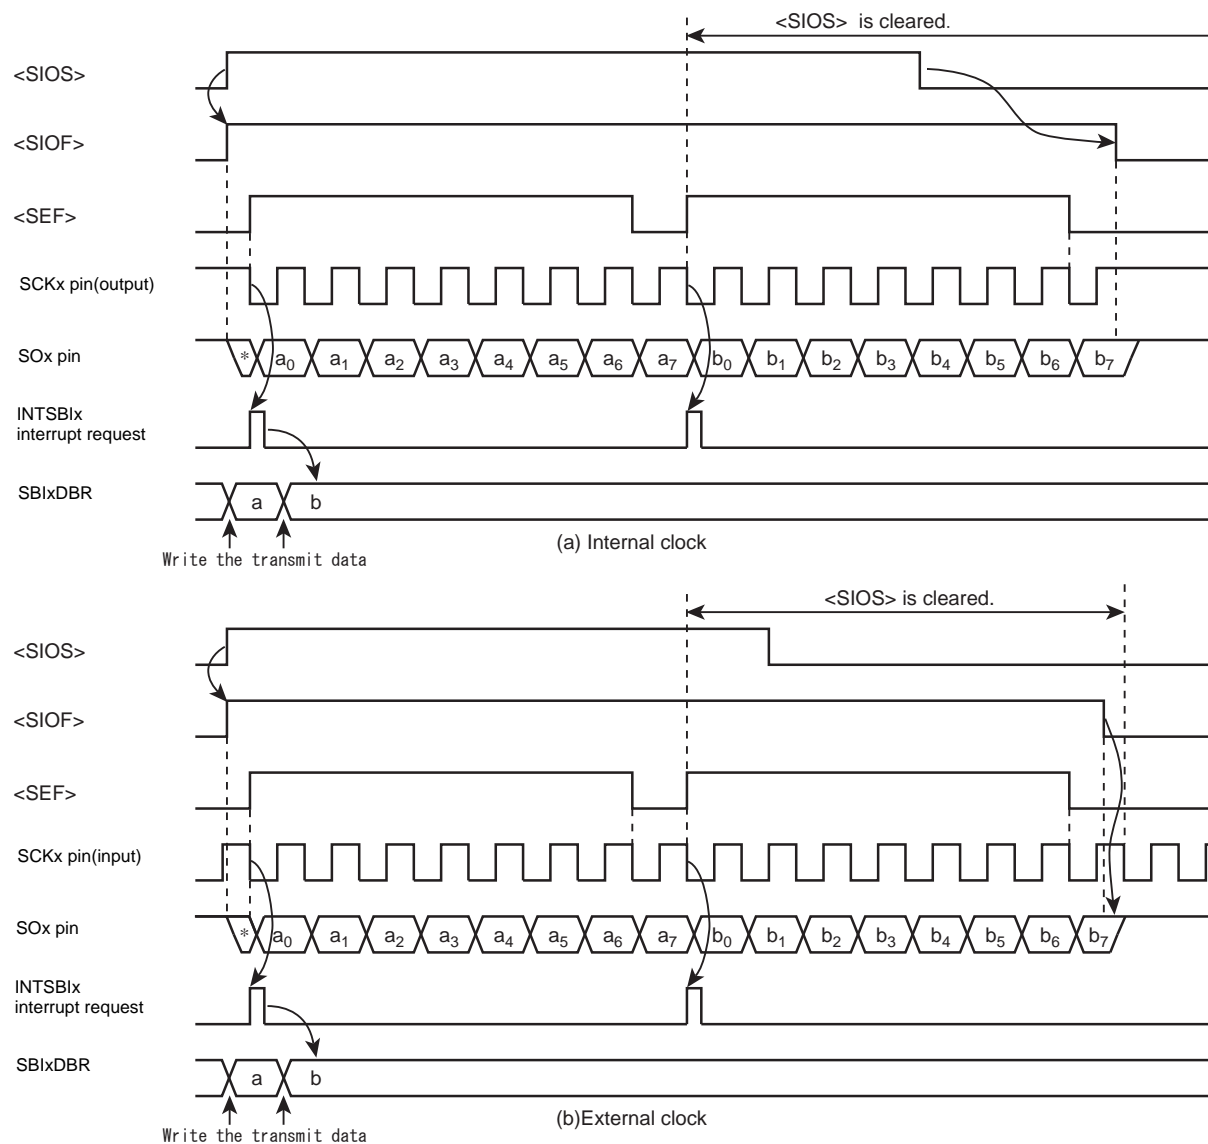 <SIOS> is cleared.
<SIOS>
<SIOF>
<SEF>
SCKx pin(output)
SOx pin
* a0 a1 a2 a3 a4 a5 a6 a7 b0 b1 b2 b3 b4 b5 b6 b7
INTSBIx
interrupt request
SBIxDBR
a b
Write the transmit data
(a) Internal clock
<SIOS> is cleared.
<SIOS>
<SIOF>
<SEF>
SCKx pin(input)
SOx pin
* a0 a1 a2 a3 a4 a5 a6 a7 b0 b1 b2 b3 b4 b5 b6 b7
INTSBIx
interrupt request
SBIxDBR
a b
(b)External clock
Write the transmit data